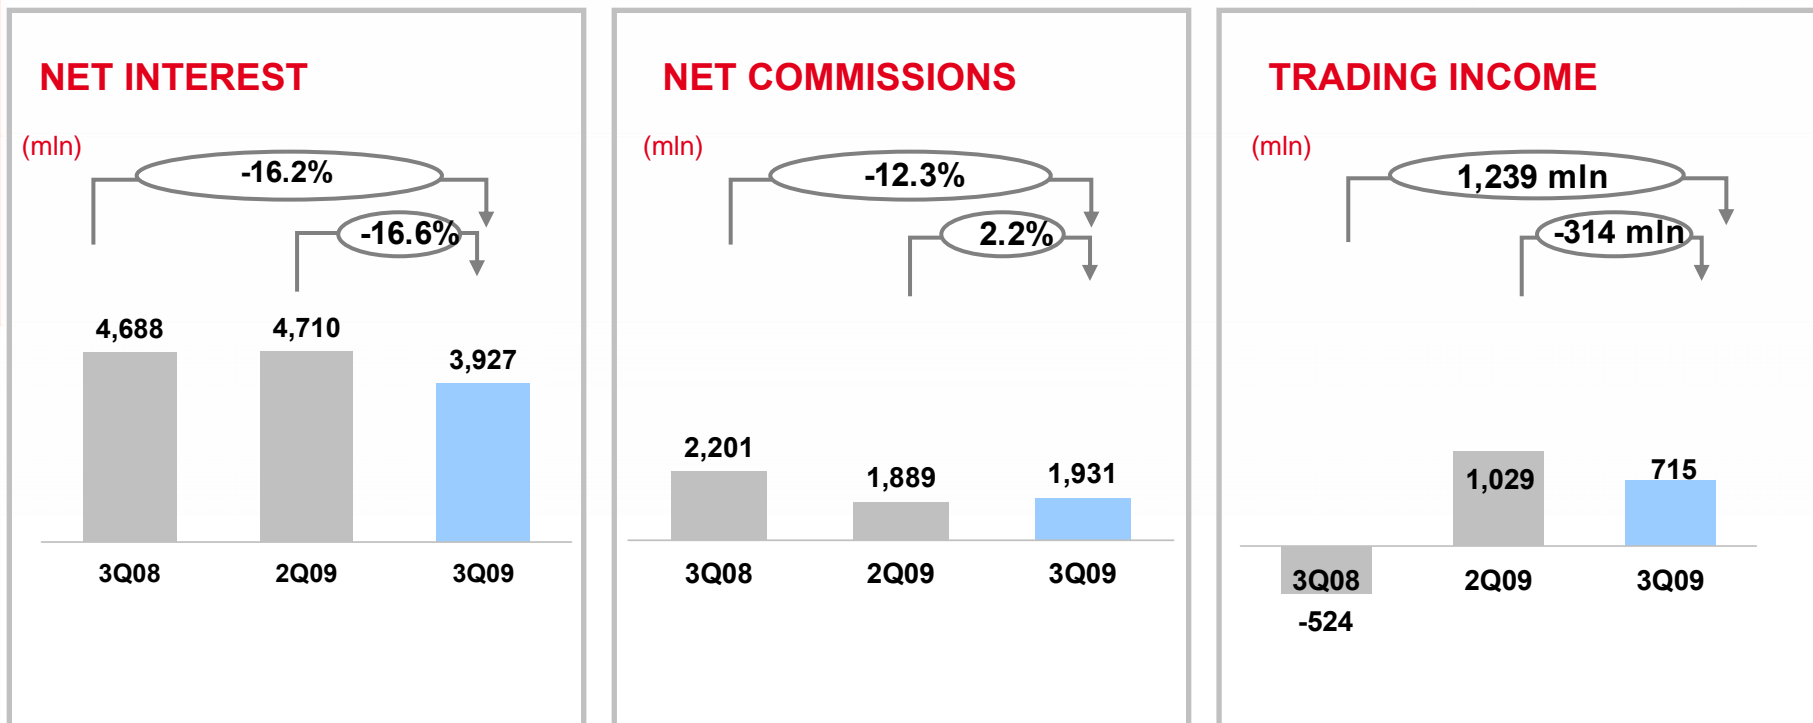 NET INTEREST
(mln)
-16.2%
-16.6%
4,688
4,710
3,927
3Q08
2Q09
3Q09
NET COMMISSIONS
(mln)
-12.3%
2.2%
2,201
1,889
1,931
3Q08
2Q09
3Q09
TRADING INCOME
(mln)
1,239 mln
-314 mln
1,029
715
3Q08
2Q09
3Q09
-524